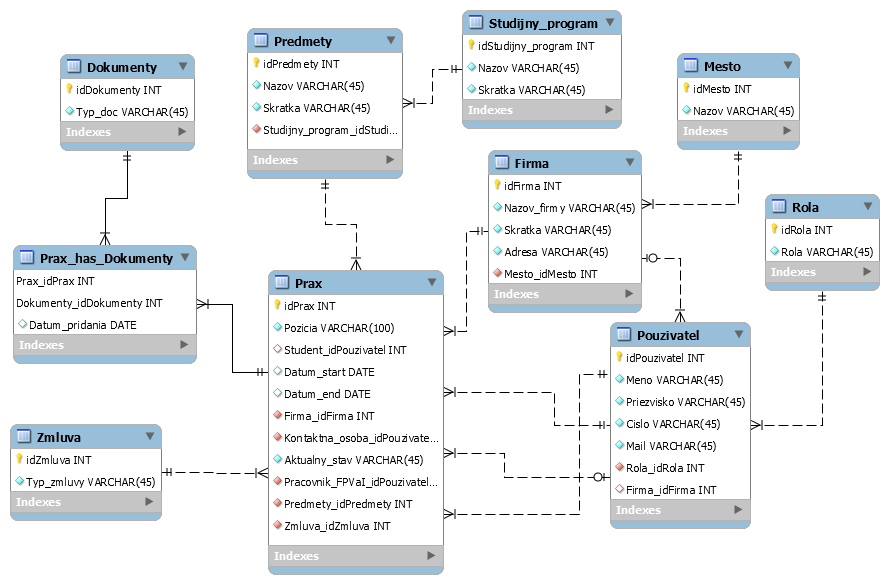 Dokumenty
idDokumenty INT
Typ_doc VARCHAR(45)
Indexes
Predmety
idPredmety INT
Nazov VARCHAR(45)
Skratka VARCHAR(45)
Studijny_program_idStudi...
Indexes
Studijny_program
idStudijny_program INT
Nazov VARCHAR(45)
Skratka VARCHAR(45)
Indexes
Mesto
idMesto INT
Nazov VARCHAR(45)
Indexes
Firma
idFirma INT
Nazov_firmy VARCHAR(45)
Skratka VARCHAR(45)
Adresa VARCHAR(45)
Mesto_idMesto INT
Indexes
Rola
idRola INT
Rola VARCHAR(45)
Indexes
Prax_has_Dokumenty
Prax_idPrax INT
Dokumenty_idDokumenty INT
Datum_pridania DATE
Indexes
Prax
idPrax INT
Pozicia VARCHAR(100)
Student_idPouzivatel INT
Datum_start DATE
Datum_end DATE
Firma_idFirma INT
Kontaktna_osoba_idPouzivate...
Aktualny_stav VARCHAR(45)
Pracovnik_FPVaI_idPouzivatel...
Predmety_idPredmety INT
Zmluva_idZmluva INT
Indexes
Pouzivatel
idPouzivatel INT
Meno VARCHAR(45)
Priezvisko VARCHAR(45)
Cislo VARCHAR(45)
Mail VARCHAR(45)
Rola_idRola INT
Firma_idFirma INT
Indexes
Zmluva
idZmluva INT
Typ_zmluvy VARCHAR(45)
Indexes